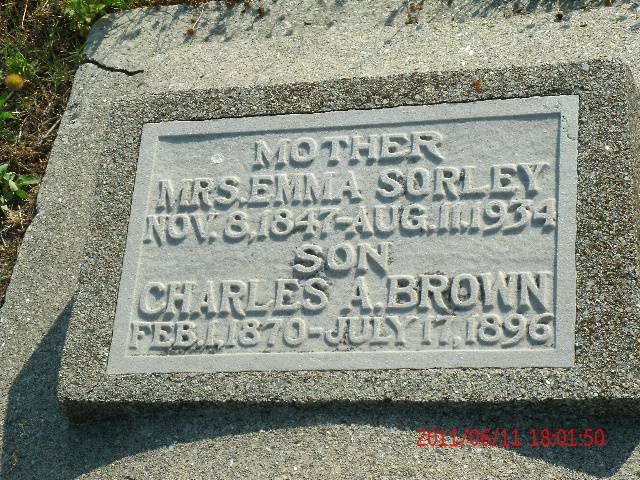 MOTHER
MRS. EMMA SORLEY
NOV. 8, 1847-AUG. 11, 1934
SON
CHARLES A. BROWN
FEB. 1, 1870-JULY 17, 1896
2011/06/11 18:01:50